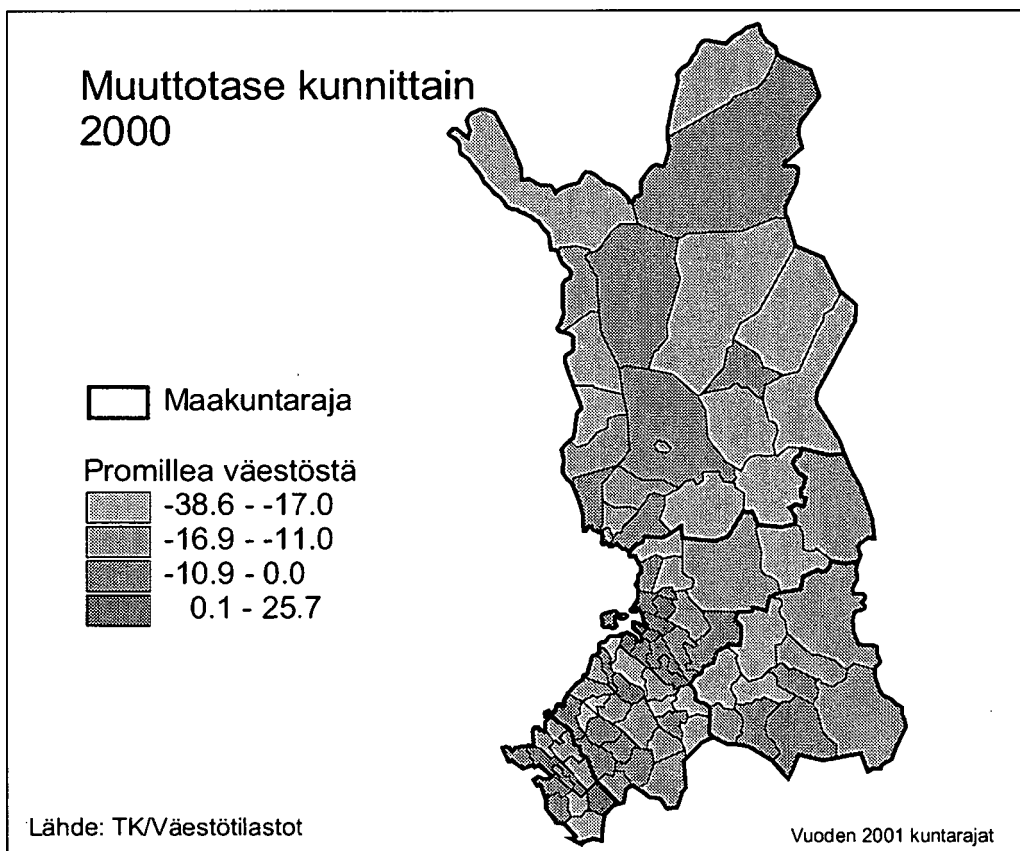 Muuttotase kunnittain
2000
Maakuntaraja
Promillea väestöstä
-38.6 - -17.0
-16.9 - -11.0
-10.9 - 0.0
0.1 - 25.7
Lähde: TK/Väestötilastot
Vuoden 2001 kuntarajat